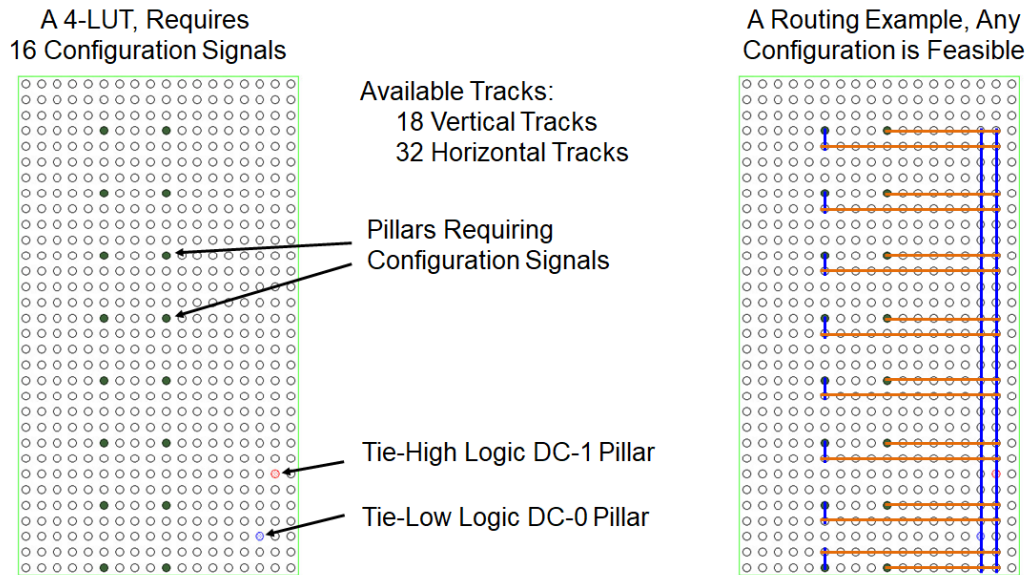 A 4-LUT, Requires
16 Configuration Signals
Available Tracks:
18 Vertical Tracks
32 Horizontal Tracks
Pillars Requiring
Configuration Signals
Tie-High Logic DC-1 Pillar
Tie-Low Logic DC-0 Pillar
A Routing Example, Any
Configuration is Feasible